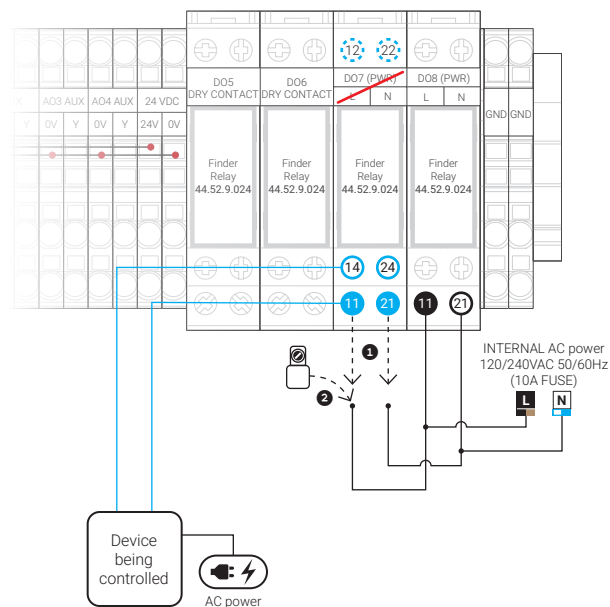 12 22
DO5
DRY CONTACT
DO6
DRY CONTACT
DO7 (PWR)
L N
DO8 (PWR)
L N
X AO3 AUX AO4 AUX 24 VDC
Y 0V Y 0V Y 24V 0V
GND GND
Finder
Relay
44.52.9.024
Finder
Relay
44.52.9.024
Finder
Relay
44.52.9.024
Finder
Relay
44.52.9.024
14 24
11 21 11 21
1
2
INTERNAL AC power
120/240VAC 50/60Hz
(10A FUSE)
L N
Device
being
controlled
AC power